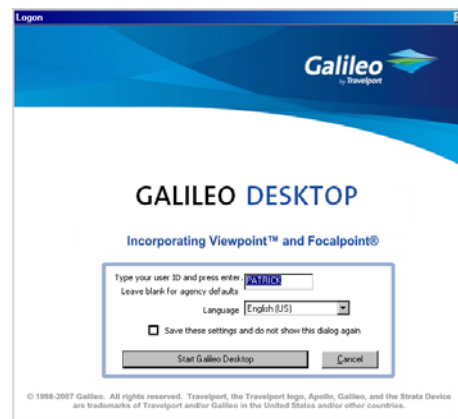 Logon
Galileo
by Travelport
GALILEO DESKTOP
Incorporating Viewpoint™ and Focalpoint®
Type your user ID and press enter. PATRICK
Leave blank for agency defaults
Language English (US)
Save these settings and do not show this dialog again
Start Galileo Desktop Cancel
© 1998-2007 Galileo. All rights reserved. Travelport, the Travelport logo, Apollo, Galileo, and the Strata Device
are trademarks of Travelport and/or Galileo in the United States and/or other countries.